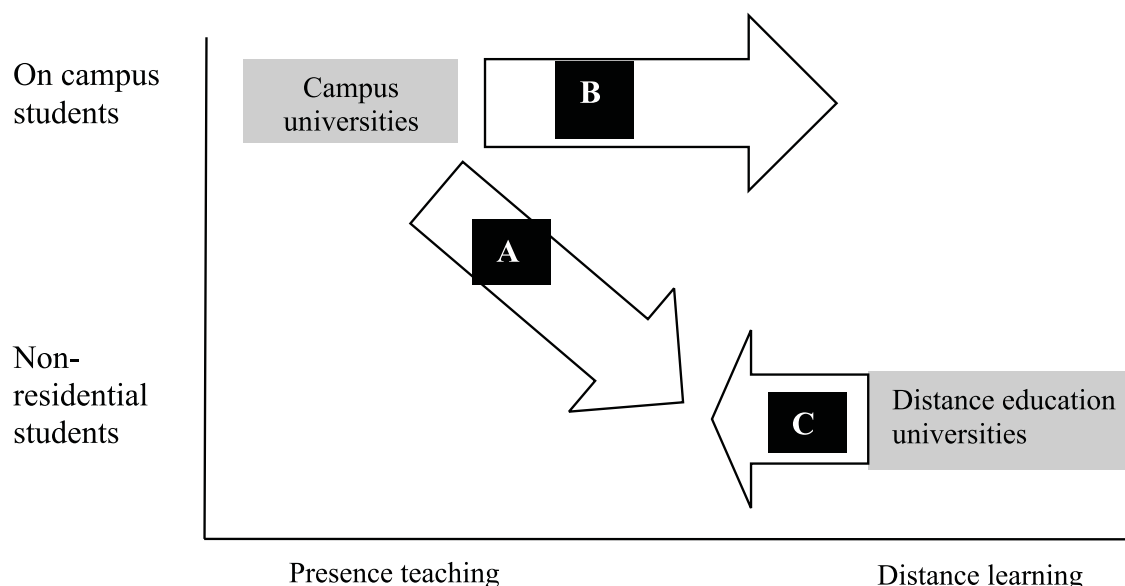 On campus
students
Campus
universities
B
A
Non-
residential
students
Distance education
universities
C
Presence teaching
Distance learning